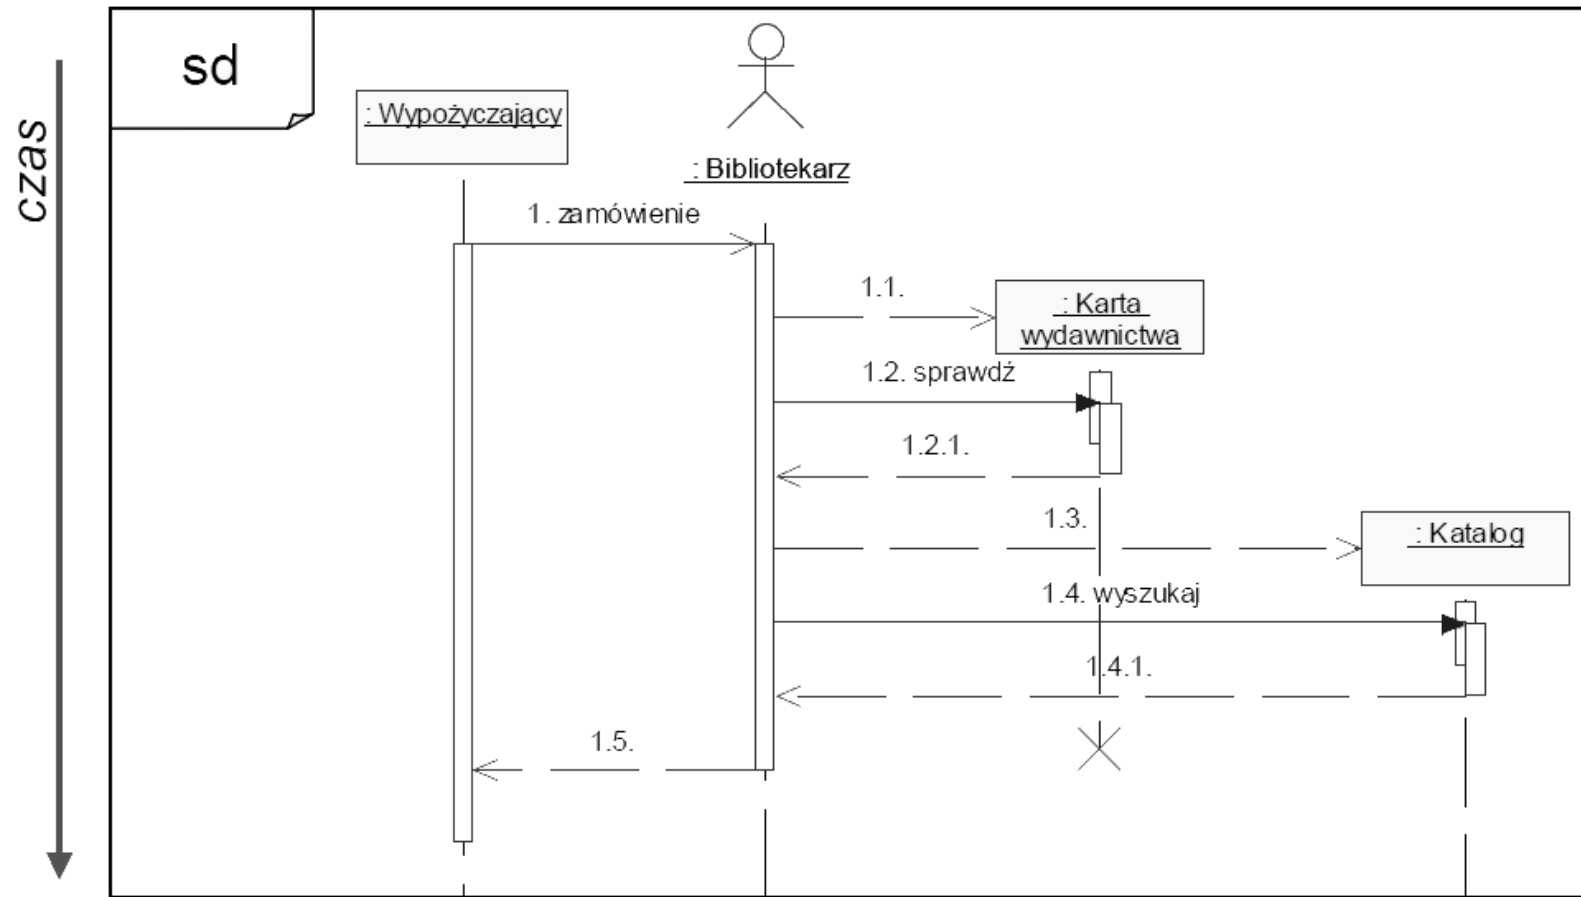 sd
czas
: Wypożyczający
: Bibliotekarz
1. zamówienie
1.1.
: Karta
wydawnictwa
1.2. sprawdź
1.2.1.
1.3.
: Katalog
1.4. wyszukaj
1.4.1.
1.5.